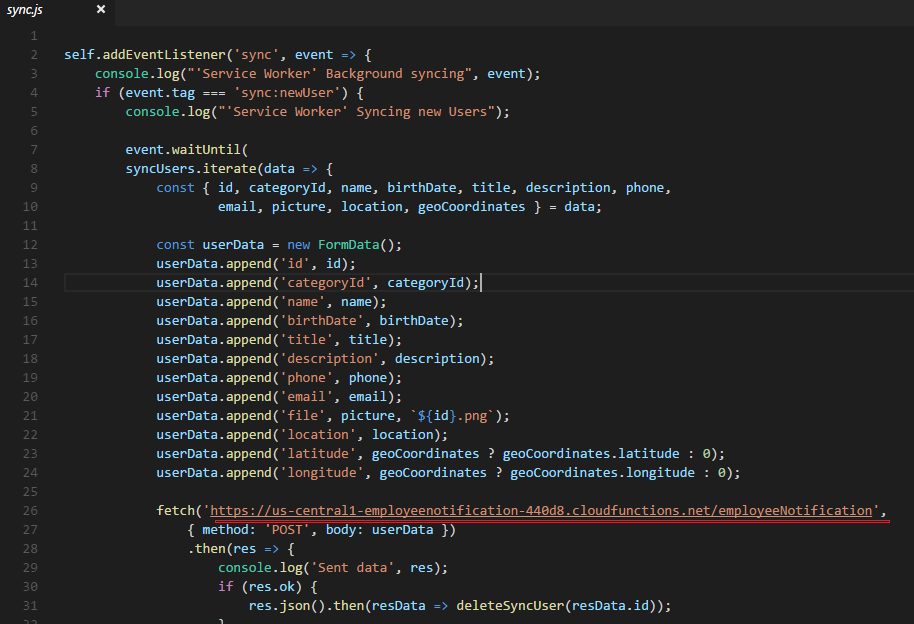 sync.js ×
1
2 self.addEventListener('sync', event => {
3 console.log("'Service Worker' Background syncing", event);
4 if (event.tag === 'sync:newUser') {
5 console.log("'Service Worker' Syncing new Users");
6
7 event.waitUntil(
8 syncUsers.iterate(data => {
9 const { id, categoryId, name, birthDate, title, description, phone,
10 email, picture, location, geoCoordinates } = data;
11
12 const userData = new FormData();
13 userData.append('id', id);
14 userData.append('categoryId', categoryId);
15 userData.append('name', name);
16 userData.append('birthDate', birthDate);
17 userData.append('title', title);
18 userData.append('description', description);
19 userData.append('phone', phone);
20 userData.append('email', email);
21 userData.append('file', picture, `${id}.png`);
22 userData.append('location', location);
23 userData.append('latitude', geoCoordinates ? geoCoordinates.latitude : 0);
24 userData.append('longitude', geoCoordinates ? geoCoordinates.longitude : 0);
25
26 fetch('https://us-central1-employeenotification-440d8.cloudfunctions.net/employeeNotification',
27 { method: 'POST', body: userData })
28 .then(res => {
29 console.log('Sent data', res);
30 if (res.ok) {
31 res.json().then(resData => deleteSyncUser(resData.id));
32 }